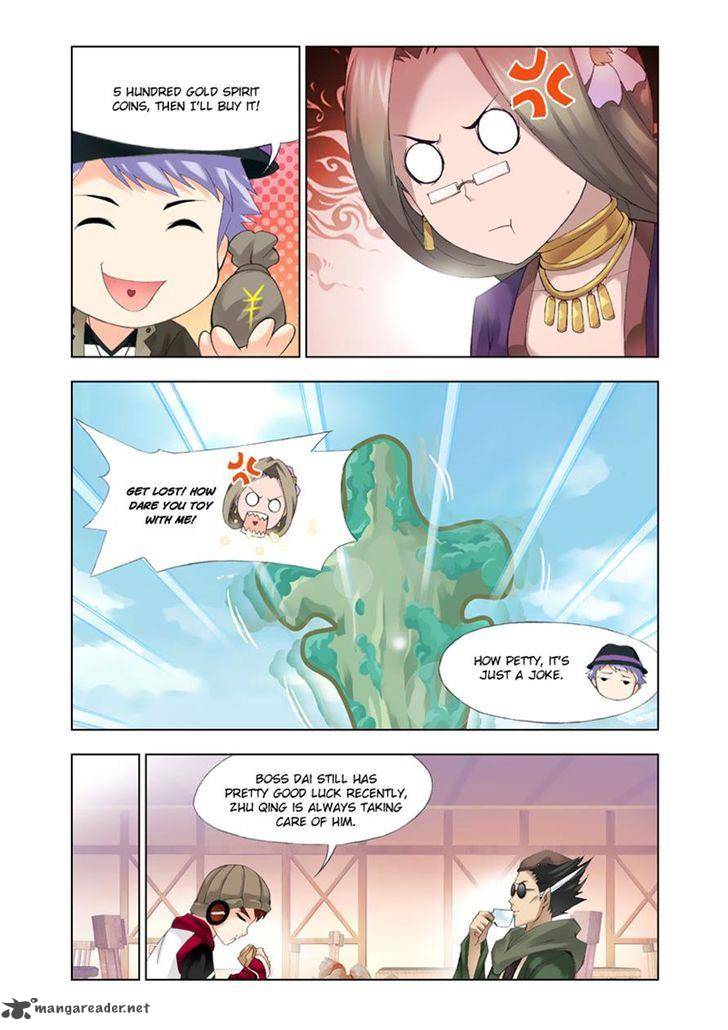 5 HUNDRED GOLD SPIRIT
COINS, THEN I'LL BUY IT!
¥
GET LOST! HOW
DARE YOU TOY
WITH ME!
HOW PETTY, IT'S
JUST A JOKE.
BOSS DAI STILL HAS
PRETTY GOOD LUCK RECENTLY,
ZHU QING IS ALWAYS TAKING
CARE OF HIM.
mangareader.net